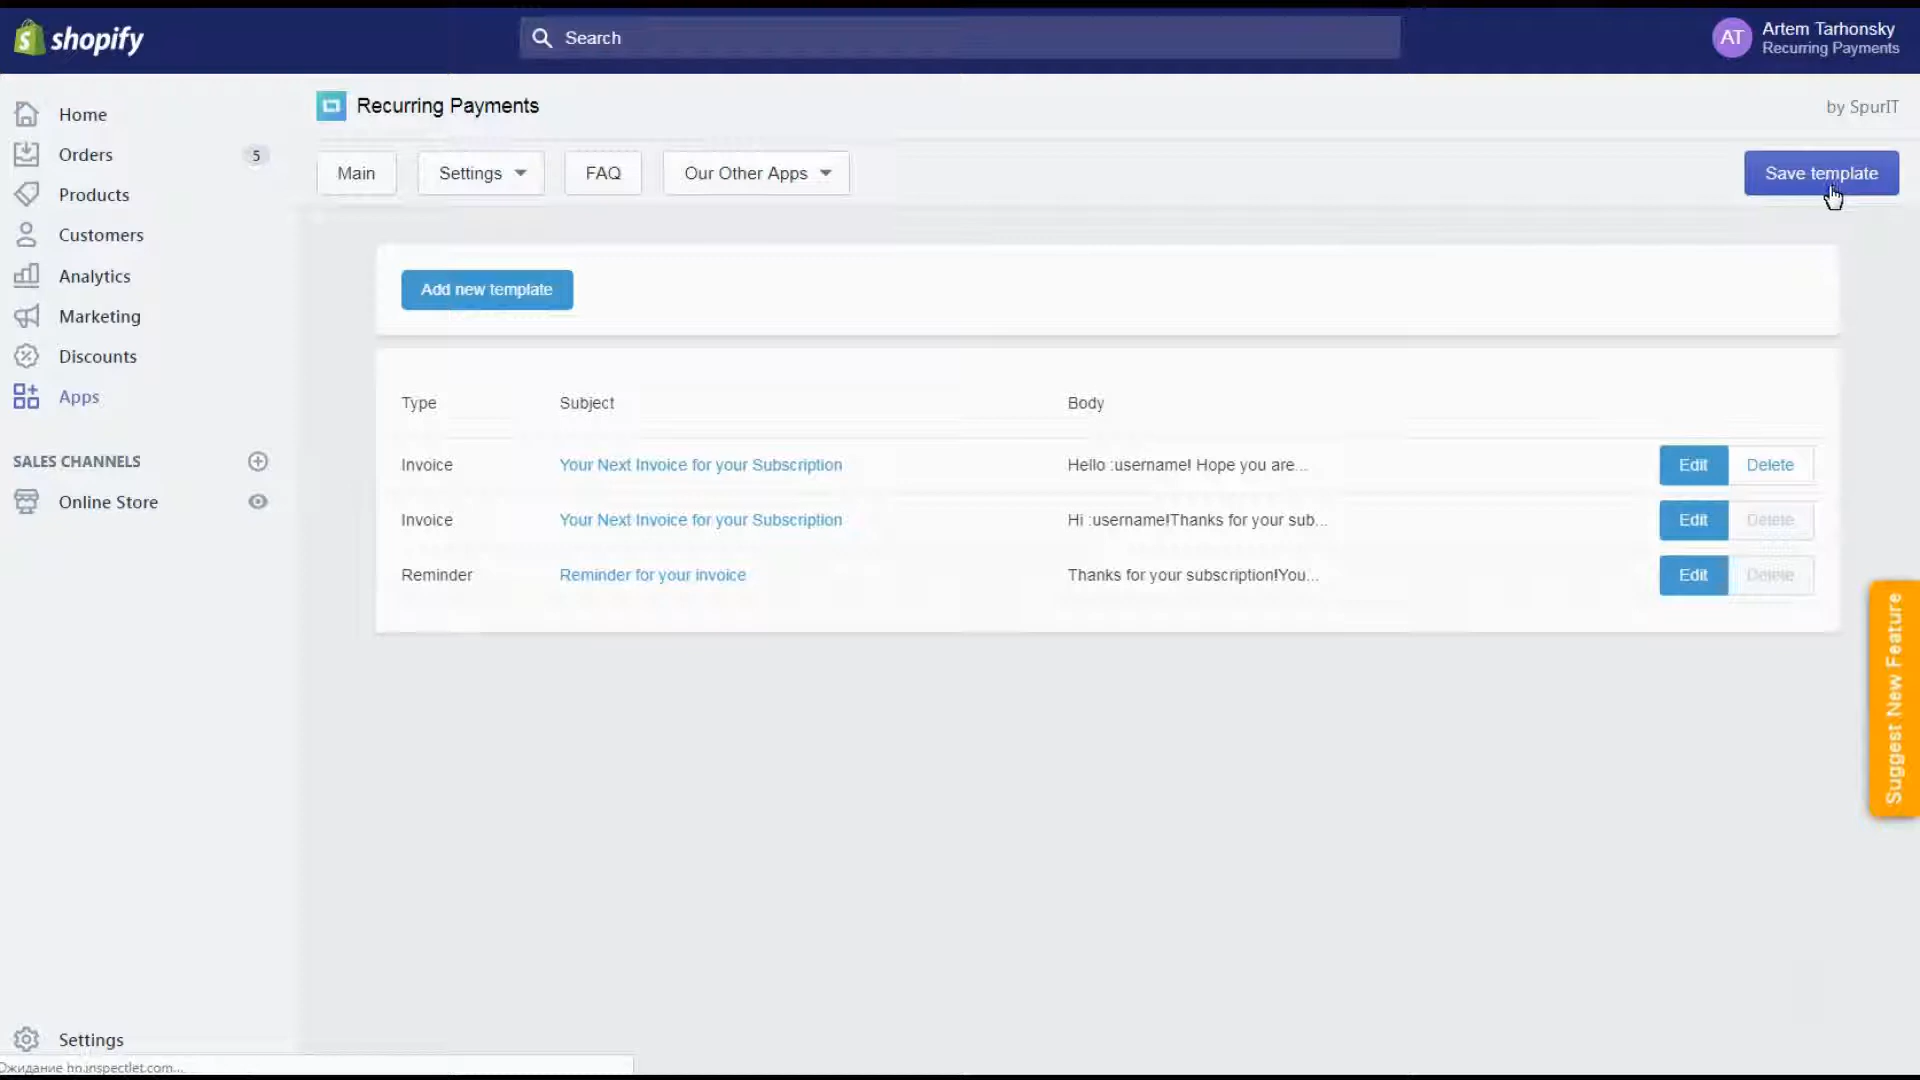 shopify
Search
AT
Artem Tarhonsky
Recurring Payments
Home
Orders
5
Products
Customers
Analytics
Marketing
Discounts
Apps
SALES CHANNELS
Online Store
Settings
Ожидание hn.inspectlet.com...
Recurring Payments
by SpurIT
Main
Settings
FAQ
Our Other Apps
Save template
Add new template
Type Subject Body
Invoice Your Next Invoice for your Subscription Hello :username! Hope you are... Edit Delete
Invoice Your Next Invoice for your Subscription Hi :username!Thanks for your sub... Edit Delete
Reminder Reminder for your invoice Thanks for your subscription!You... Edit Delete
Suggest New Feature